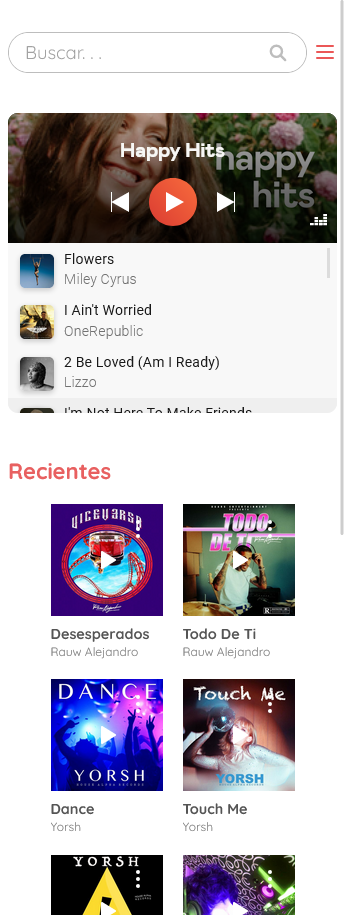 Buscar. . .
Happy Hits
happy
hits
Flowers
Miley Cyrus
I Ain't Worried
OneRepublic
2 Be Loved (Am I Ready)
Lizzo
I'm Not Here To Make Friends
Recientes
VICEVERSA
TODO
DE TI
Desesperados
Rauw Alejandro
Todo De Ti
Rauw Alejandro
DANCE
YORSH
Touch Me
YORSH
Dance
Yorsh
Touch Me
Yorsh
YORSH